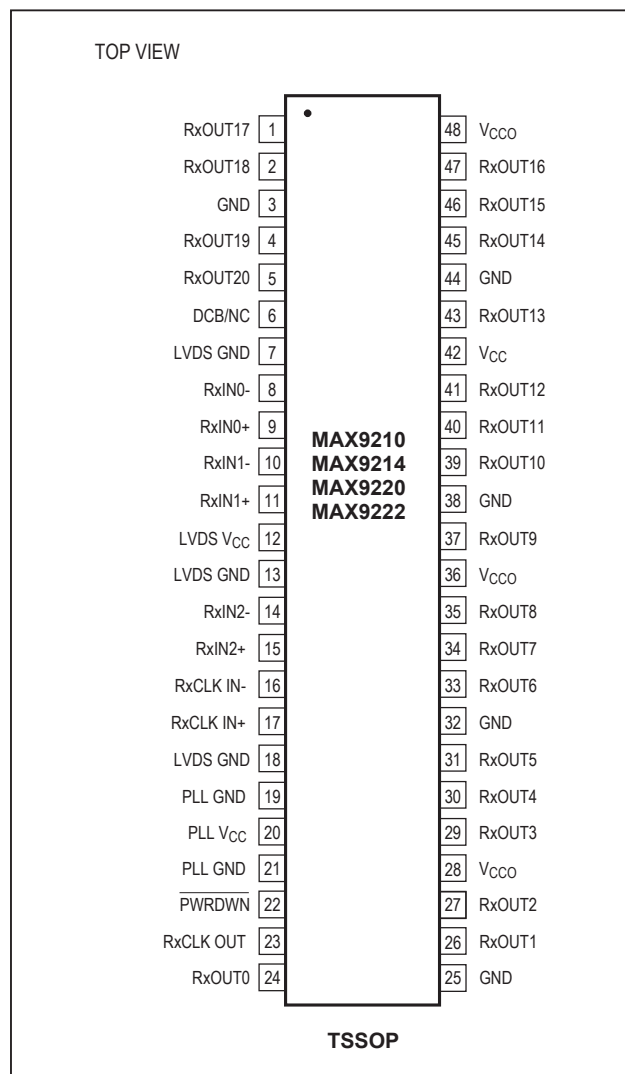 TOP VIEW
RxOUT17 1
RxOUT18 2
GND 3
RxOUT19 4
RxOUT20 5
DCB/NC 6
LVDS GND 7
RxIN0- 8
RxIN0+ 9
RxIN1- 10
RxIN1+ 11
LVDS VCC 12
LVDS GND 13
RxIN2- 14
RxIN2+ 15
RxCLK IN- 16
RxCLK IN+ 17
LVDS GND 18
PLL GND 19
PLL VCC 20
PLL GND 21
PWRDWN 22
RxCLK OUT 23
RxOUT0 24
MAX9210
MAX9214
MAX9220
MAX9222
48 VCCO
47 RxOUT16
46 RxOUT15
45 RxOUT14
44 GND
43 RxOUT13
42 VCC
41 RxOUT12
40 RxOUT11
39 RxOUT10
38 GND
37 RxOUT9
36 VCCO
35 RxOUT8
34 RxOUT7
33 RxOUT6
32 GND
31 RxOUT5
30 RxOUT4
29 RxOUT3
28 VCCO
27 RxOUT2
26 RxOUT1
25 GND
TSSOP